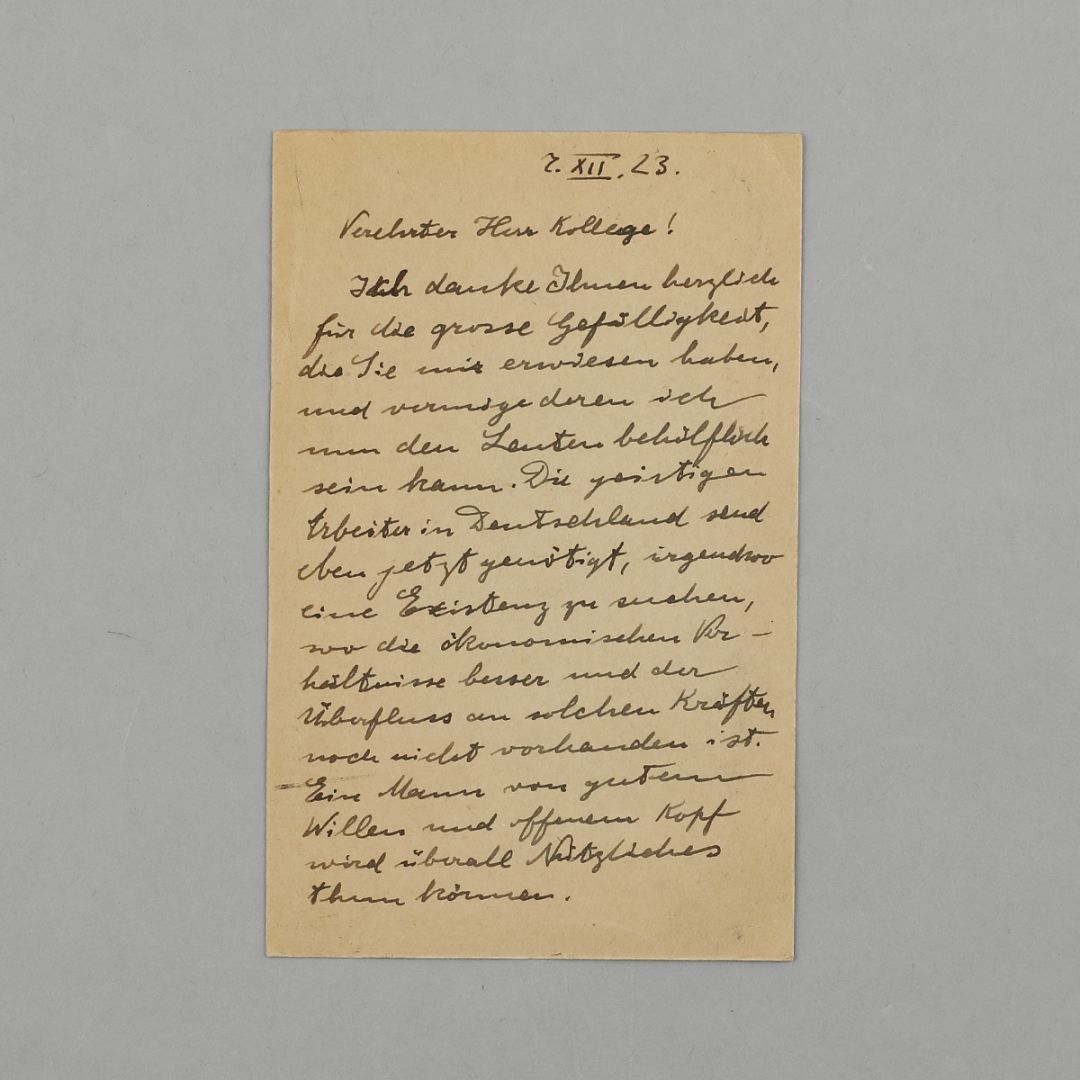 2. XII. 23.
Verehrter Herr Kollege!
Ich danke Ihnen herzlich
für die grosse Gefälligkeit,
die Sie mir erwiesen haben,
und vermöge deren ich
nun den Leuten behülflich
sein kann. Die geistigen
Arbeiter in Deutschland sind
eben jetzt genötigt, irgendwo
eine Existenz zu suchen,
wo die ökonomischen Ver-
hältnisse besser und der
Überfluss an solchen Kräften
noch nicht vorhanden ist.
Ein Mann von gutem
Willen und offenem Kopf
wird überall Nützliches
thun können.